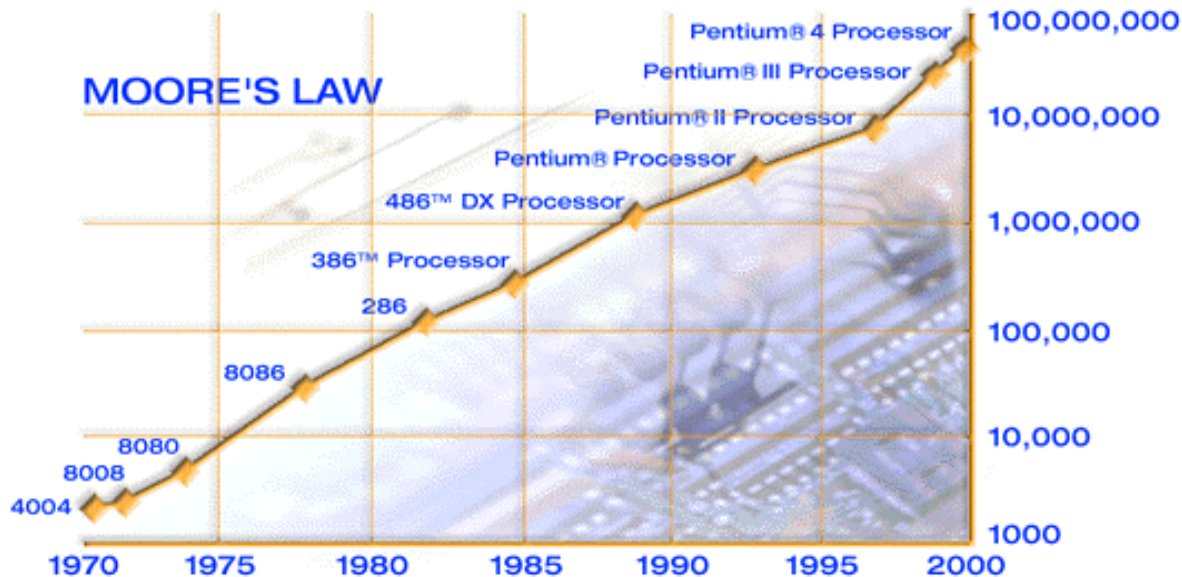 100,000,000
Pentium® 4 Processor
Pentium® III Processor
MOORE'S LAW
Pentium® II Processor
10,000,000
Pentium® Processor
486™ DX Processor
1,000,000
386™ Processor
286
100,000
8086
8080
10,000
8008
4004
1000
1970 1975 1980 1985 1990 1995 2000